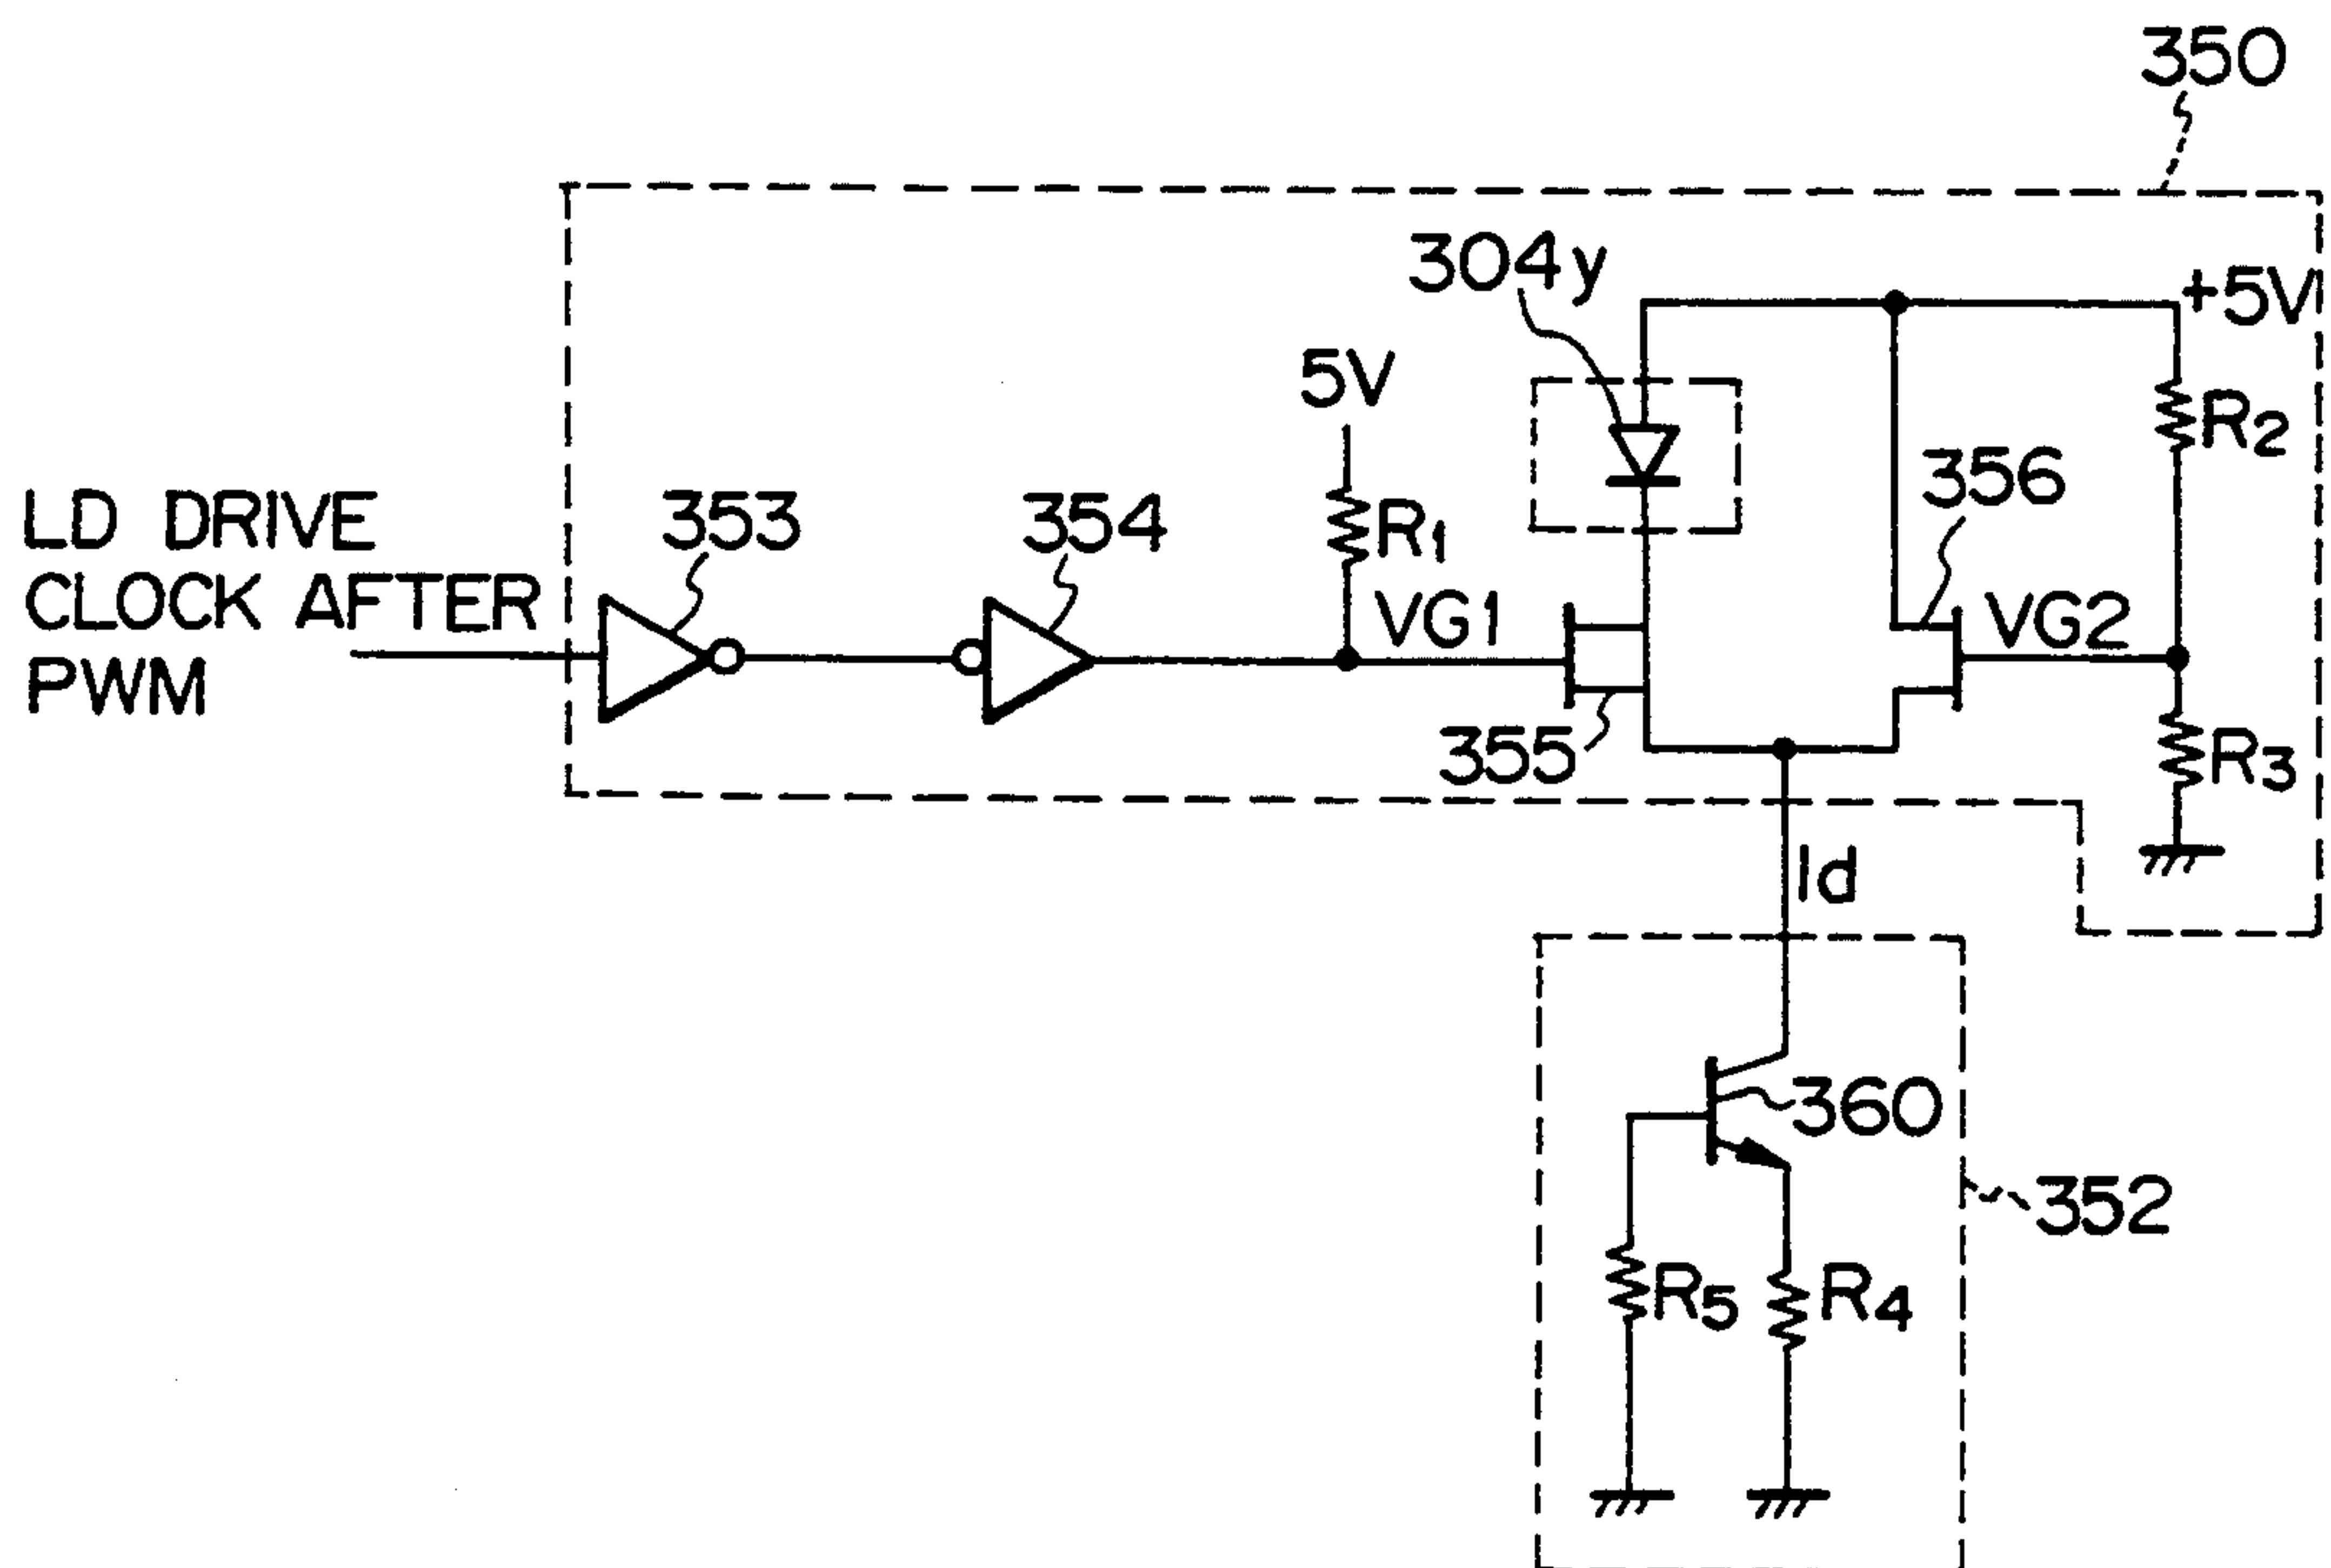 350
304y
+5V
5V
R2
356
LD DRIVE
CLOCK AFTER
PWM
353
354
R1
VG1
VG2
355
R3
Id
360
352
R5
R4